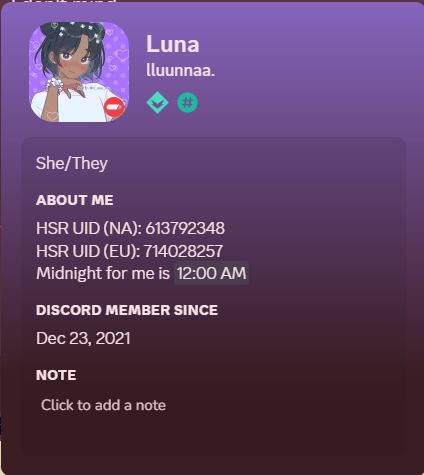 Luna
lluunnaa.
She/They
ABOUT ME
HSR UID (NA): 613792348
HSR UID (EU): 714028257
Midnight for me is 12:00 AM
DISCORD MEMBER SINCE
Dec 23, 2021
NOTE
Click to add a note